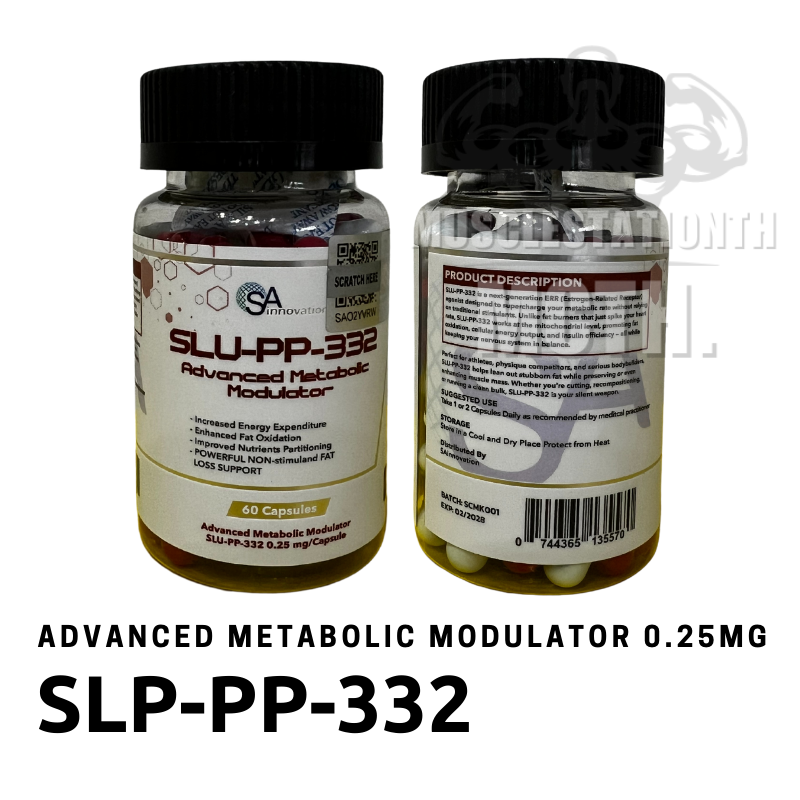 SCRATCH HERE
SAO2YVRW
SA
innovation
SLU-PP-332
Advanced Metabolic
Modulator
- Increased Energy Expenditure
- Enhanced Fat Oxidation
- Improved Nutrients Partitioning
- POWERFUL NON-stimuland FAT
LOSS SUPPORT
60 Capsules
Advanced Metabolic Modulator
SLU-PP-332 0.25 mg/Capsule
MUSCLESTATIONTH
PRODUCT DESCRIPTION
SLU-PP-332 is a next-generation ERR (Estrogen-Related Receptor)
agonist designed to supercharge your metabolic rate without relying
on traditional stimulants. Unlike fat burners that just spike your heart
rate, SLU-PP-332 works at the mitochondrial level, promoting fat
oxidation, cellular energy output, and insulin efficiency - all while
keeping your nervous system in balance.
Perfect for athletes, physique competitors, and serious bodybuilders,
SLU-PP-332 helps lean out stubborn fat while preserving or even
enhancing muscle mass. Whether you're cutting, recompositioning,
or running a clean bulk, SLU-PP-332 is your silent weapon.
SUGGESTED USE
Take 1 or 2 Capsules Daily as recommended by medical practitioner
STORAGE
Store in a Cool and Dry Place Protect from Heat
Distributed By
SAinnovation
BATCH: SCMK001
EXP: 02/2028
0 744365 135570
ADVANCED METABOLIC MODULATOR 0.25MG
SLP-PP-332